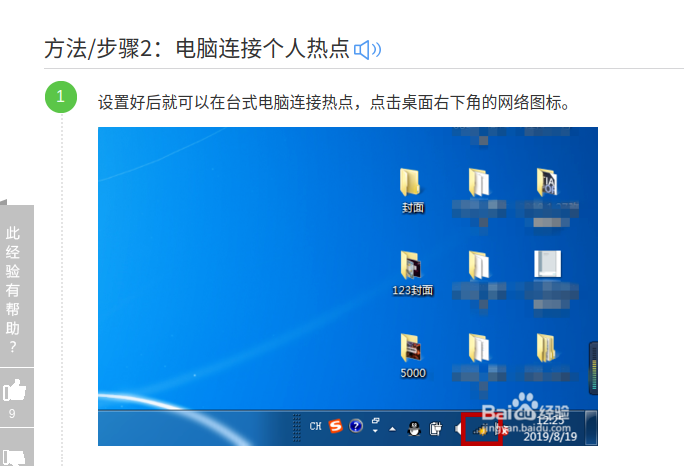 方法/步骤2：电脑连接个人热点
1
设置好后就可以在台式电脑连接热点，点击桌面右下角的网络图标。
封面
123封面
5000
此经验有帮助？
9
CH
Baidu经验
jingyan.baidu.com
12:25
2019/8/19